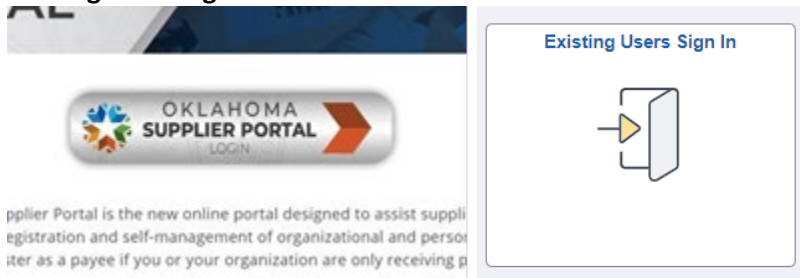 OKLAHOMA
SUPPLIER PORTAL
LOGIN
pplier Portal is the new online portal designed to assist suppli
egistration and self-management of organizational and person
ster as a payee if you or your organization are only receiving p
Existing Users Sign In